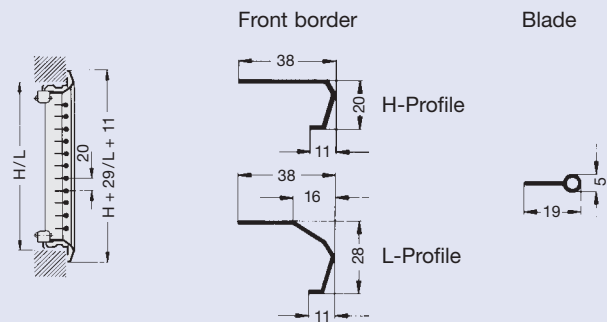 Front border
Blade
H/L
20
H + 29/L + 11
38
20
H-Profile
11
38
16
28
L-Profile
11
5
19